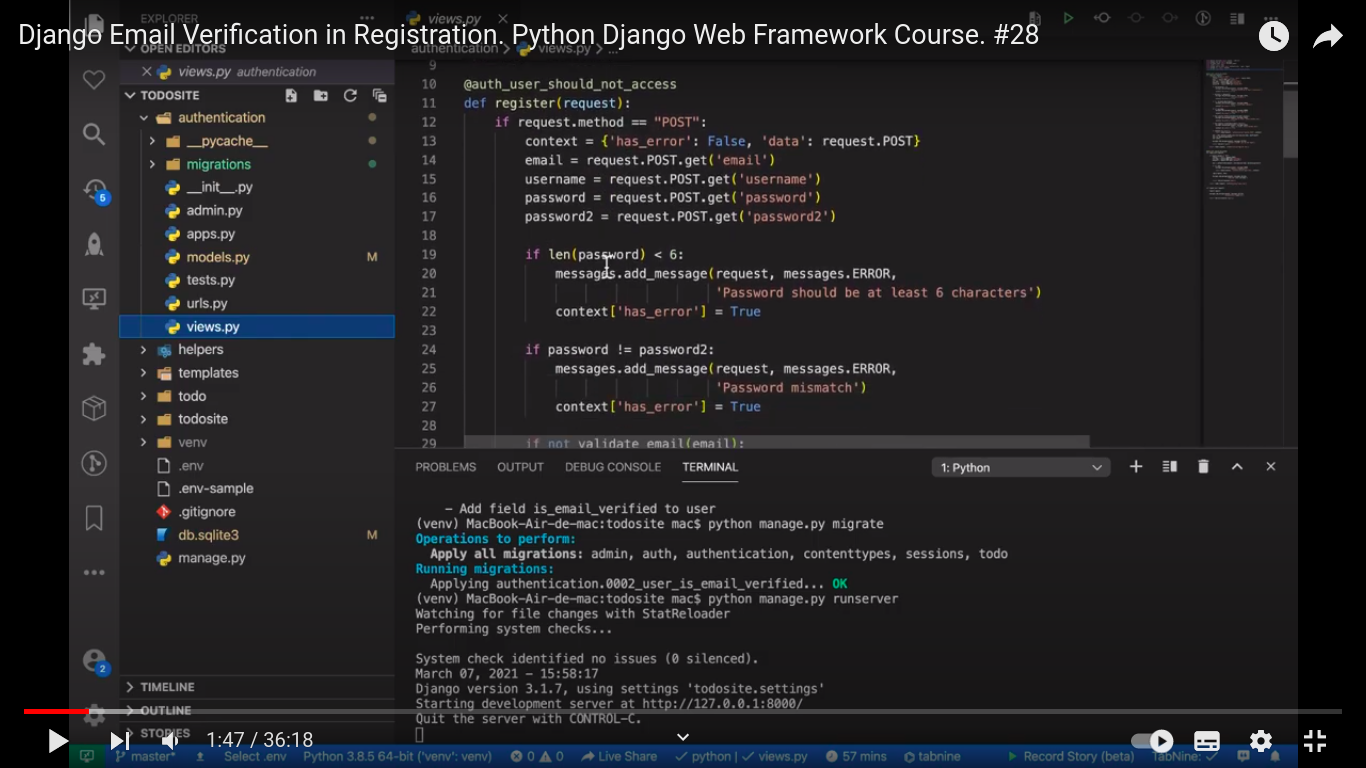 EXPLORER
views.py
Django Email Verification in Registration. Python Django Web Framework Course. #28
OPEN EDITORS
authentication > views.py > ...
views.py authentication
TODOSITE
authentication
__pycache__
migrations
__init__.py
admin.py
apps.py
models.py M
tests.py
urls.py
views.py
helpers
templates
todo
todosite
venv
.env
.env-sample
.gitignore
db.sqlite3 M
manage.py
TIMELINE
OUTLINE
STORIES
5
2
9
10 @auth_user_should_not_access
11 def register(request):
12 if request.method == "POST":
13 context = {'has_error': False, 'data': request.POST}
14 email = request.POST.get('email')
15 username = request.POST.get('username')
16 password = request.POST.get('password')
17 password2 = request.POST.get('password2')
18
19 if len(password) < 6:
20 messages.add_message(request, messages.ERROR,
21 'Password should be at least 6 characters')
22 context['has_error'] = True
23
24 if password != password2:
25 messages.add_message(request, messages.ERROR,
26 'Password mismatch')
27 context['has_error'] = True
28
29 if not validate_email(email):
PROBLEMS OUTPUT DEBUG CONSOLE TERMINAL 1: Python
- Add field is_email_verified to user
(venv) MacBook-Air-de-mac:todosite mac$ python manage.py migrate
Operations to perform:
Apply all migrations: admin, auth, authentication, contenttypes, sessions, todo
Running migrations:
Applying authentication.0002_user_is_email_verified... OK
(venv) MacBook-Air-de-mac:todosite mac$ python manage.py runserver
Watching for file changes with StatReloader
Performing system checks...
System check identified no issues (0 silenced).
March 07, 2021 - 15:58:17
Django version 3.1.7, using settings 'todosite.settings'
Starting development server at http://127.0.0.1:8000/
Quit the server with CONTROL-C.
1:47 / 36:18
master* Select .env Python 3.8.5 64-bit ('venv': venv) 0 0 Live Share python | views.py 57 mins tabnine Record Story (beta) TabNine: